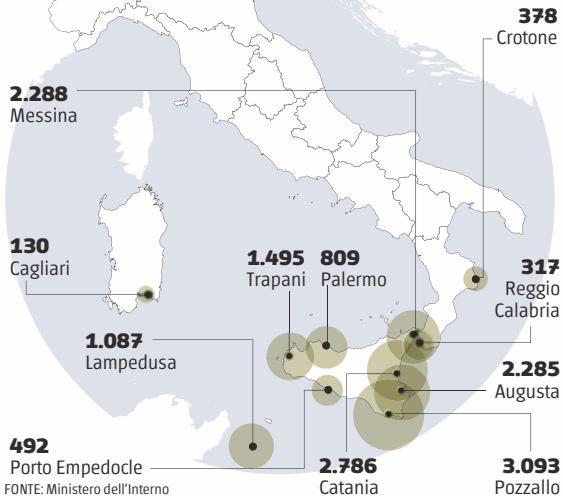 378
Crotone
2.288
Messina
130
Cagliari
1.495
Trapani
809
Palermo
317
Reggio
Calabria
1.087
Lampedusa
2.285
Augusta
492
Porto Empedocle
2.786
Catania
3.093
Pozzallo
FONTE: Ministero dell'Interno